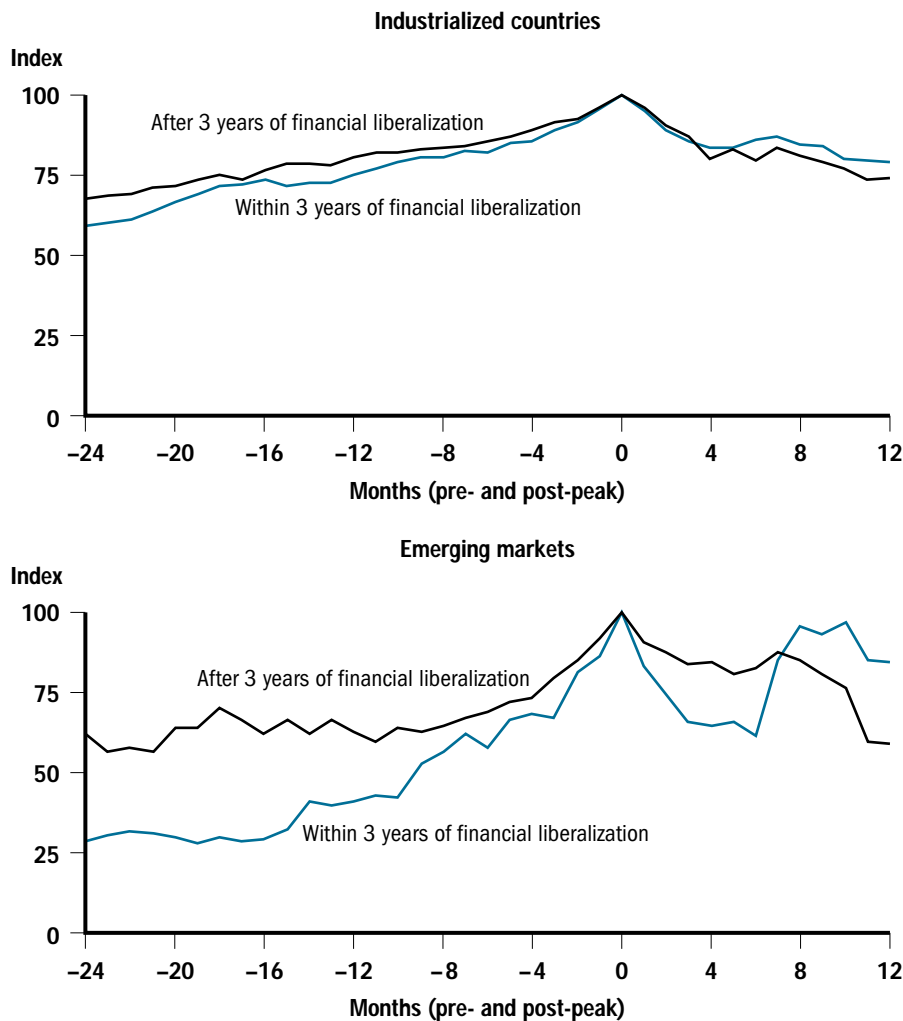 Industrialized countries
Index
100
After 3 years of financial liberalization
75
Within 3 years of financial liberalization
50
25
0
–24 –20 –16 –12 –8 –4 0 4 8 12
Months (pre- and post-peak)
Emerging markets
Index
100
After 3 years of financial liberalization
75
50
Within 3 years of financial liberalization
25
0
–24 –20 –16 –12 –8 –4 0 4 8 12
Months (pre- and post-peak)